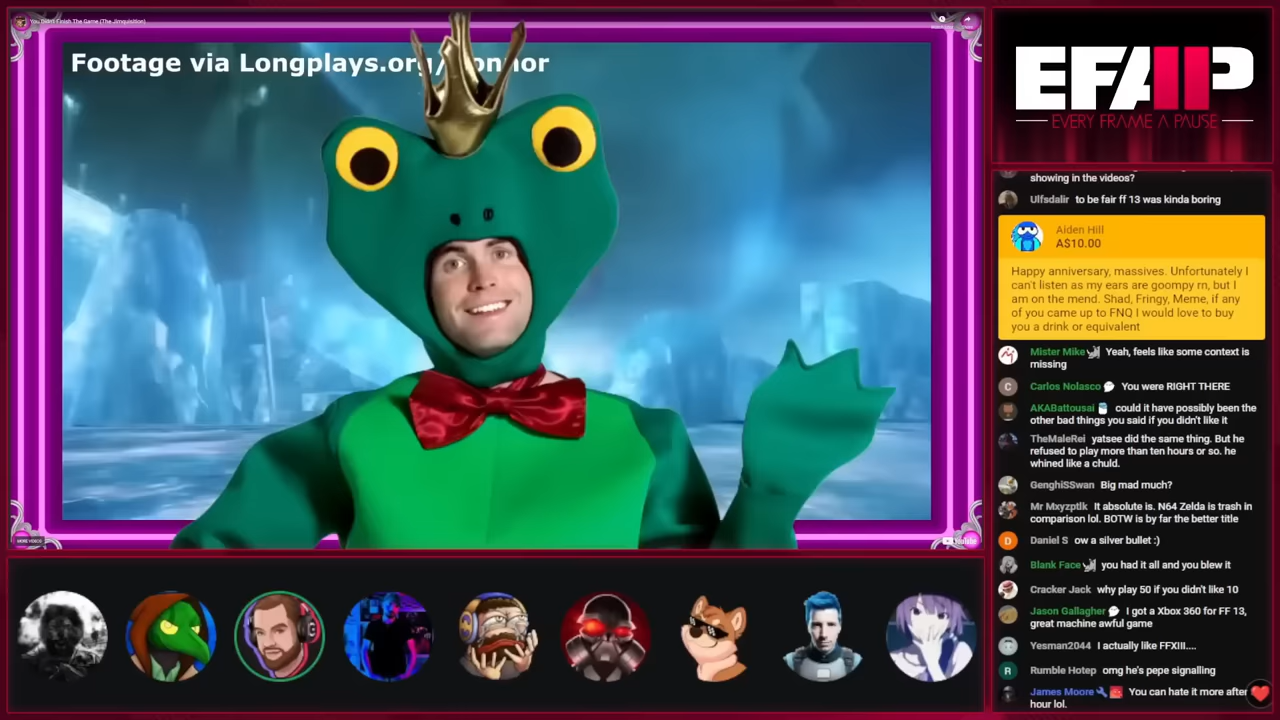 You Didn't Finish The Game (The Jimquisition)
Footage via Longplays.org/
MORE VIDEOS
YouTube
EFAP
EVERY FRAME A PAUSE
showing in the videos?
Ulfsdalir to be fair ff 13 was kinda boring
Aiden Hill
A$10.00
Happy anniversary, massives. Unfortunately I
can't listen as my ears are goompy rn, but I
am on the mend. Shad, Fringy, Meme, if any
of you came up to FNQ I would love to buy
you a drink or equivalent
Mister Mike Yeah, feels like some context is
missing
C Carlos Nolasco You were RIGHT THERE
AKABattousai could it have possibly been the
other bad things you said if you didn't like it
TheMaleRei yatsee did the same thing. But he
refused to play more than ten hours or so. he
whined like a chuld.
GenghiSSwan Big mad much?
Mr Mxyzptlk It absolute is. N64 Zelda is trash in
comparison lol. BOTW is by far the better title
D Daniel S ow a silver bullet :)
Blank Face you had it all and you blew it
Cracker Jack why play 50 if you didn't like 10
Jason Gallagher I got a Xbox 360 for FF 13,
great machine awful game
Yesman2044 I actually like FFXIII....
R Rumble Hotep omg he's pepe signalling
James Moore You can hate it more after
hour lol.